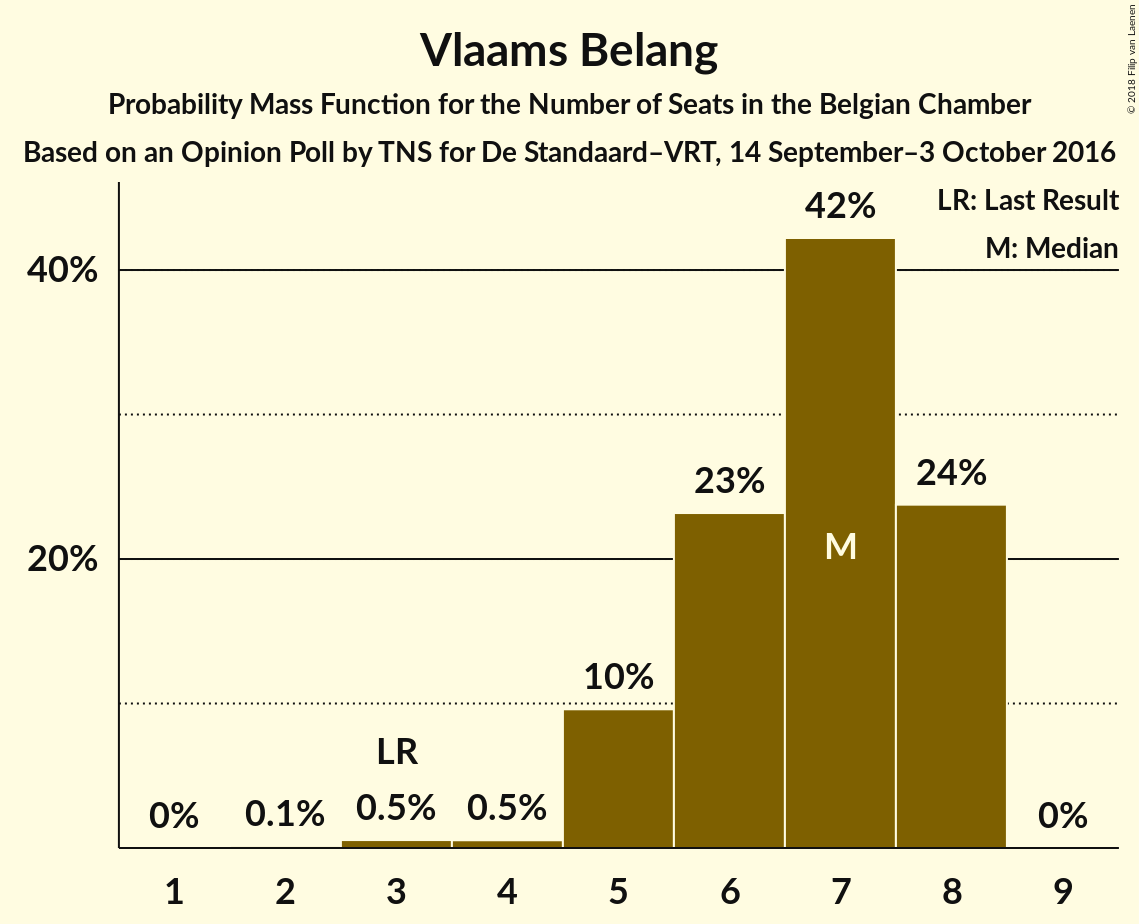 Vlaams Belang
Probability Mass Function for the Number of Seats in the Belgian Chamber
Based on an Opinion Poll by TNS for De Standaard–VRT, 14 September–3 October 2016
© 2018 Filip van Laenen
LR: Last Result
M: Median
42%
40%
24%
23%
M
20%
10%
LR
0% 0.1% 0.5% 0.5% 0%
1 2 3 4 5 6 7 8 9